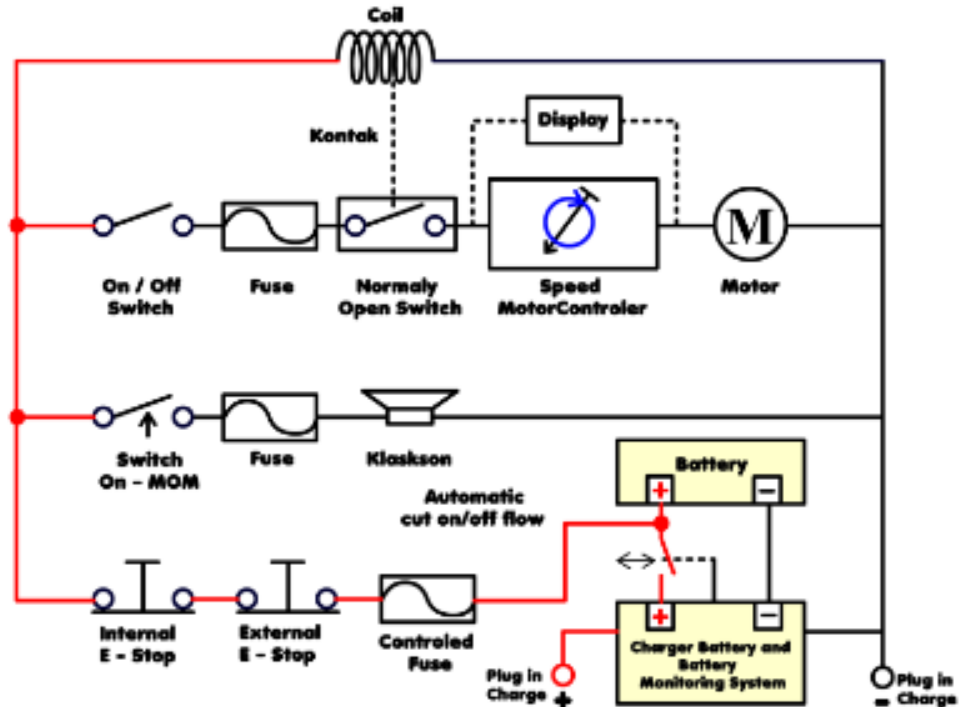 Coil
Kontak
Display
M
On / Off
Switch
Fuse
Normaly
Open Switch
Speed
MotorControler
Motor
Switch
On - MOM
Fuse
Klaskson
Automatic
cut on/off flow
Battery
+
−
Internal
E - Stop
External
E - Stop
Controled
Fuse
+
−
Charger Battery and
Battery
Monitoring System
Plug in
Charge
+
Plug in
Charge
-